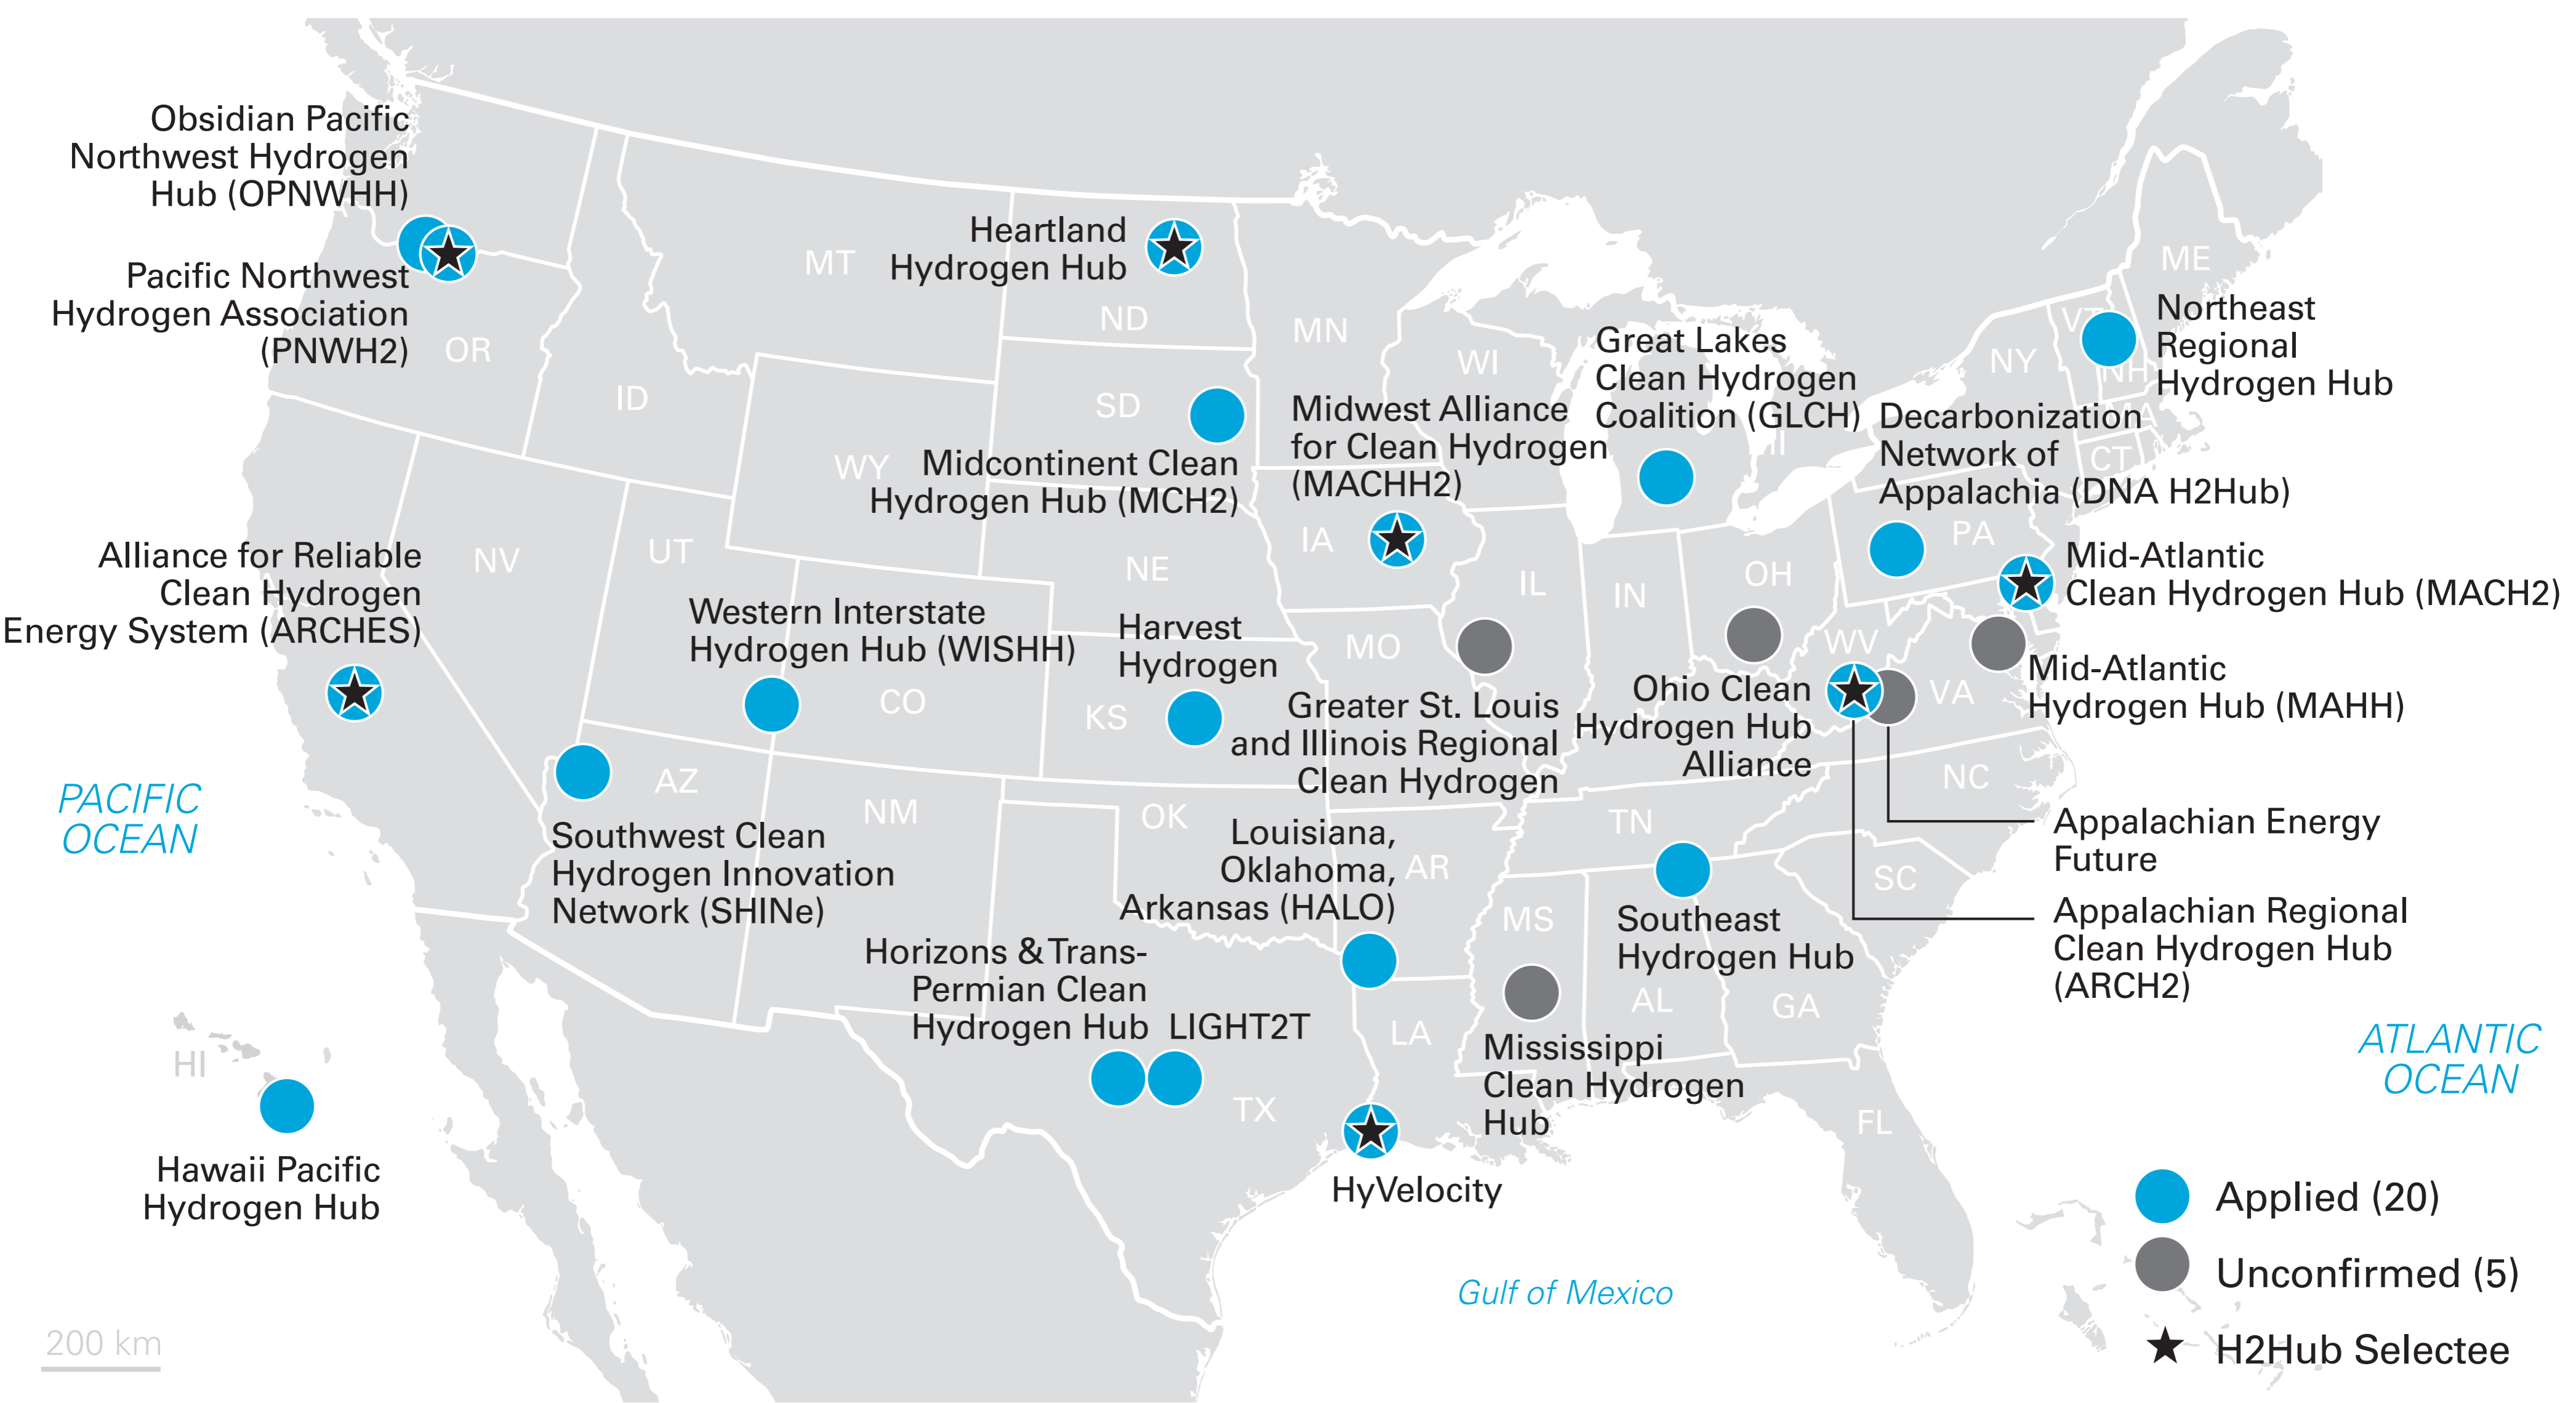 Obsidian Pacific
Northwest Hydrogen
Hub (OPNWHH)
Pacific Northwest
Hydrogen Association
(PNWH2)
OR
ID
MT
Heartland
Hydrogen Hub
ND
MN
WI
SD
WY
Midcontinent Clean
Hydrogen Hub (MCH2)
Midwest Alliance
for Clean Hydrogen
(MACHH2)
Great Lakes
Clean Hydrogen
Coalition (GLCH)
MI
ME
VT
NH
NY
MA
CT
Northeast
Regional
Hydrogen Hub
Decarbonization
Network of
Appalachia (DNA H2Hub)
PA
Mid-Atlantic
Clean Hydrogen Hub (MACH2)
Mid-Atlantic
Hydrogen Hub (MAHH)
Alliance for Reliable
Clean Hydrogen
Energy System (ARCHES)
NV
UT
NE
IA
IL
IN
OH
WV
VA
Western Interstate
Hydrogen Hub (WISHH)
CO
Harvest
Hydrogen
KS
MO
Greater St. Louis
and Illinois Regional
Clean Hydrogen
Ohio Clean
Hydrogen Hub
Alliance
PACIFIC
OCEAN
AZ
NM
OK
AR
TN
NC
SC
Southwest Clean
Hydrogen Innovation
Network (SHINe)
Louisiana,
Oklahoma,
Arkansas (HALO)
Appalachian Energy
Future
Appalachian Regional
Clean Hydrogen Hub
(ARCH2)
MS
AL
GA
Southeast
Hydrogen Hub
Horizons & Trans-
Permian Clean
Hydrogen Hub
LIGHT2T
LA
TX
FL
Mississippi
Clean Hydrogen
Hub
HyVelocity
HI
Hawaii Pacific
Hydrogen Hub
ATLANTIC
OCEAN
Gulf of Mexico
Applied (20)
Unconfirmed (5)
H2Hub Selectee
200 km